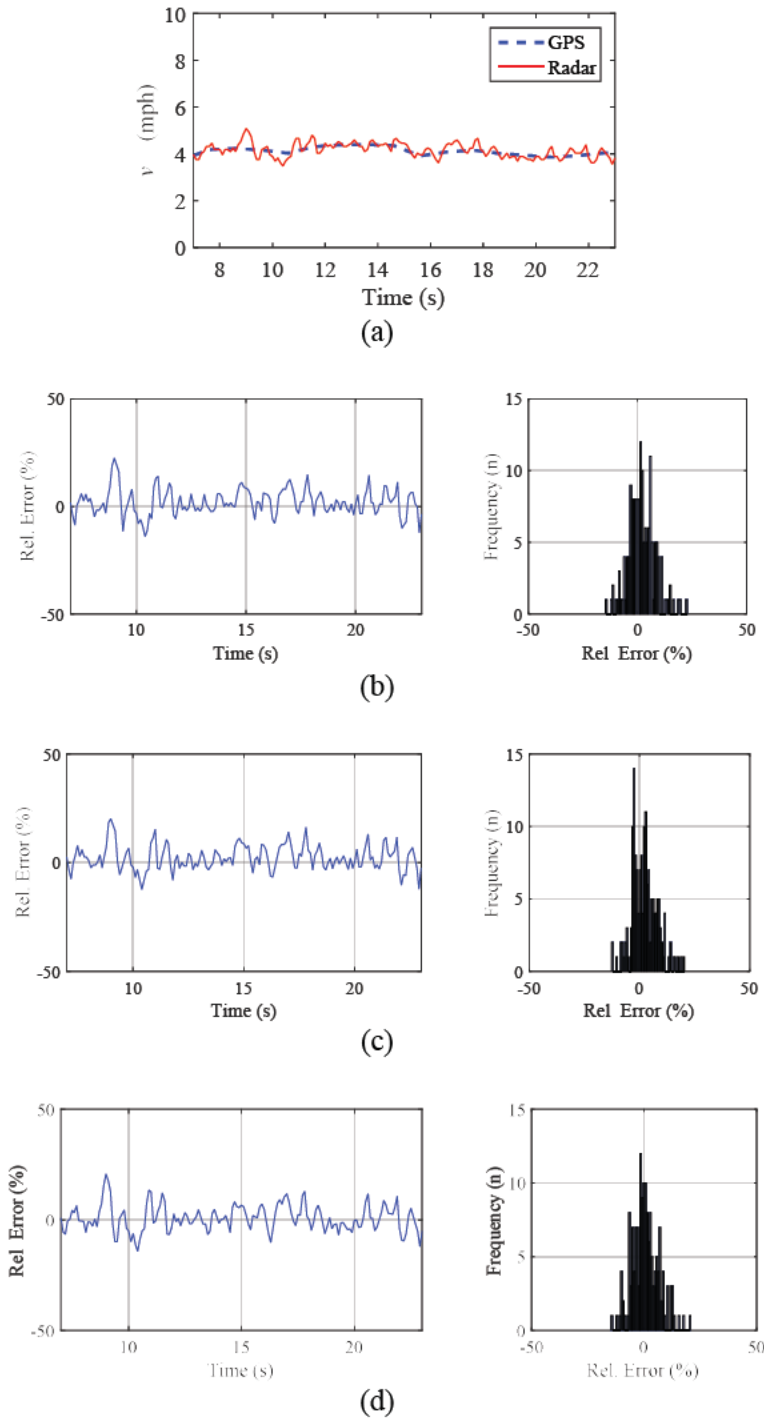 10
8
6
4
2
0
v (mph)
GPS
Radar
8 10 12 14 16 18 20 22
Time (s)
(a)
50
0
-50
Rel. Error (%)
10 15 20
Time (s)
15
10
5
0
Frequency (n)
-50 0 50
Rel Error (%)
(b)
50
0
-50
Rel. Error (%)
10 15 20
Time (s)
15
10
5
0
Frequency (n)
-50 0 50
Rel Error (%)
(c)
50
0
-50
Rel Error (%)
10 15 20
Time (s)
15
10
5
0
Frequency (n)
-50 0 50
Rel. Error (%)
(d)